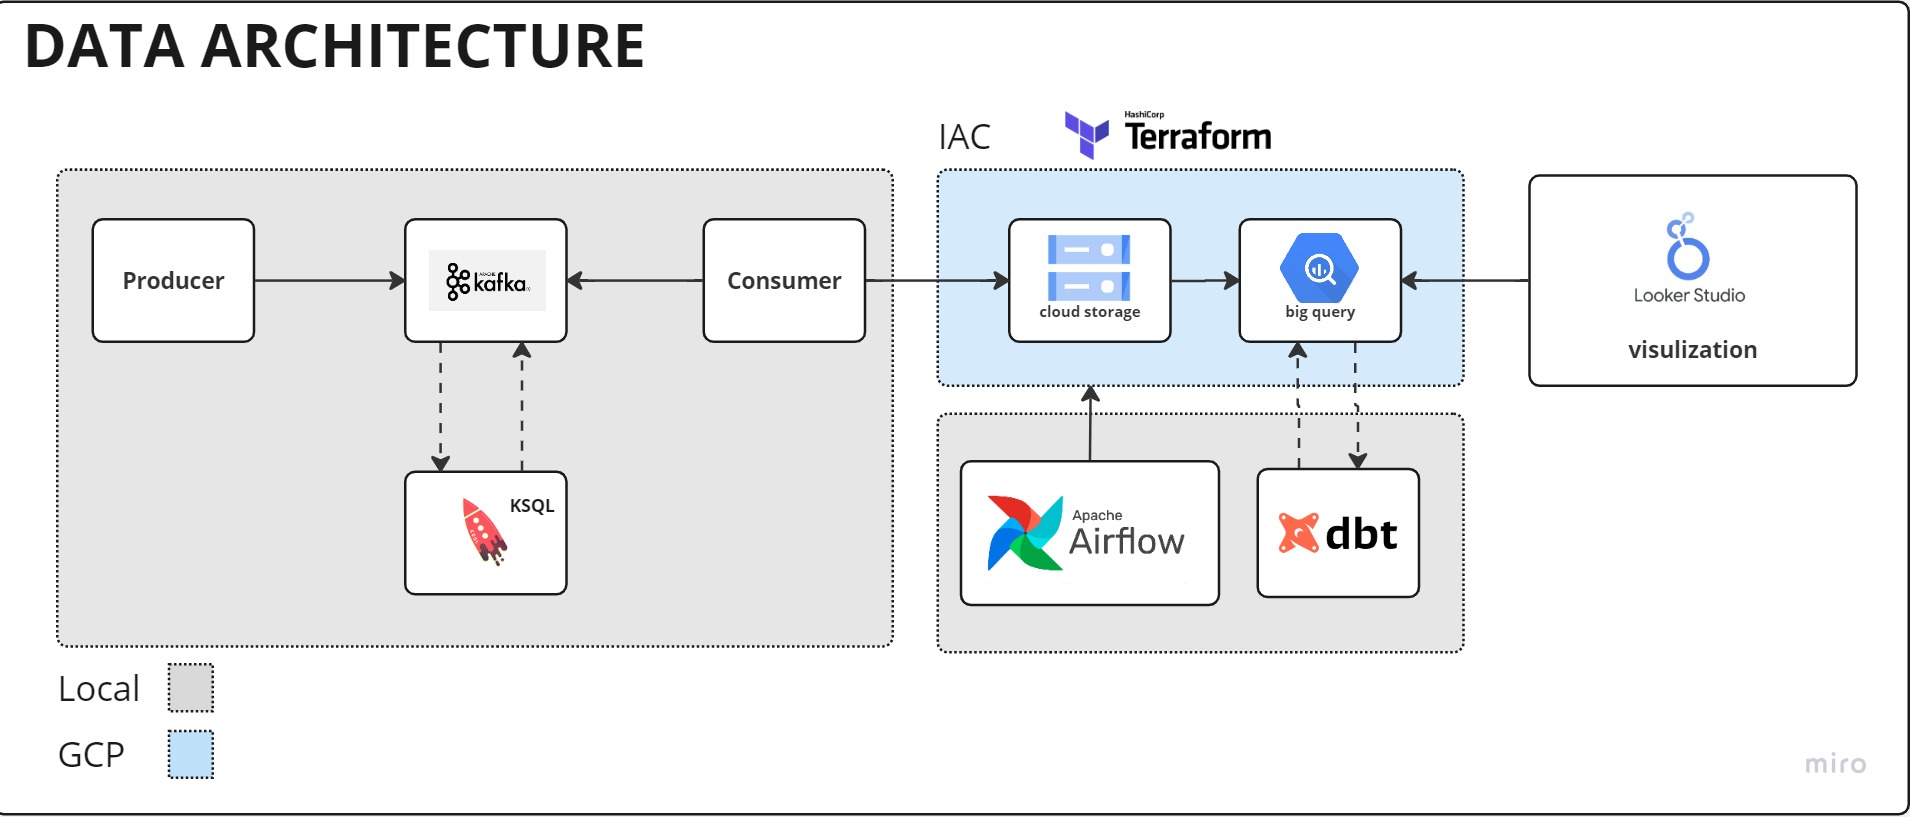 DATA ARCHITECTURE
IAC
HashiCorp
Terraform
Producer
APACHE
kafka
Consumer
cloud storage
big query
Looker Studio
visulization
KSQL
Apache
Airflow
dbt
Local
GCP
miro